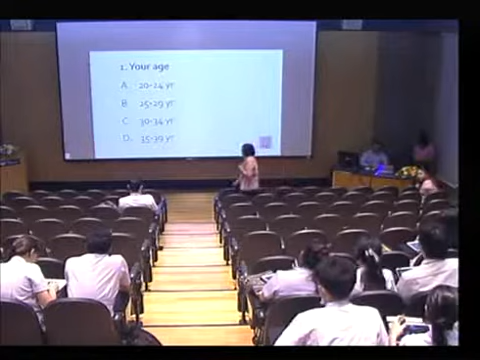 1. Your age
A. 20-24 yr
B. 25-29 yr
C. 30-34 yr
D. 35-39 yr